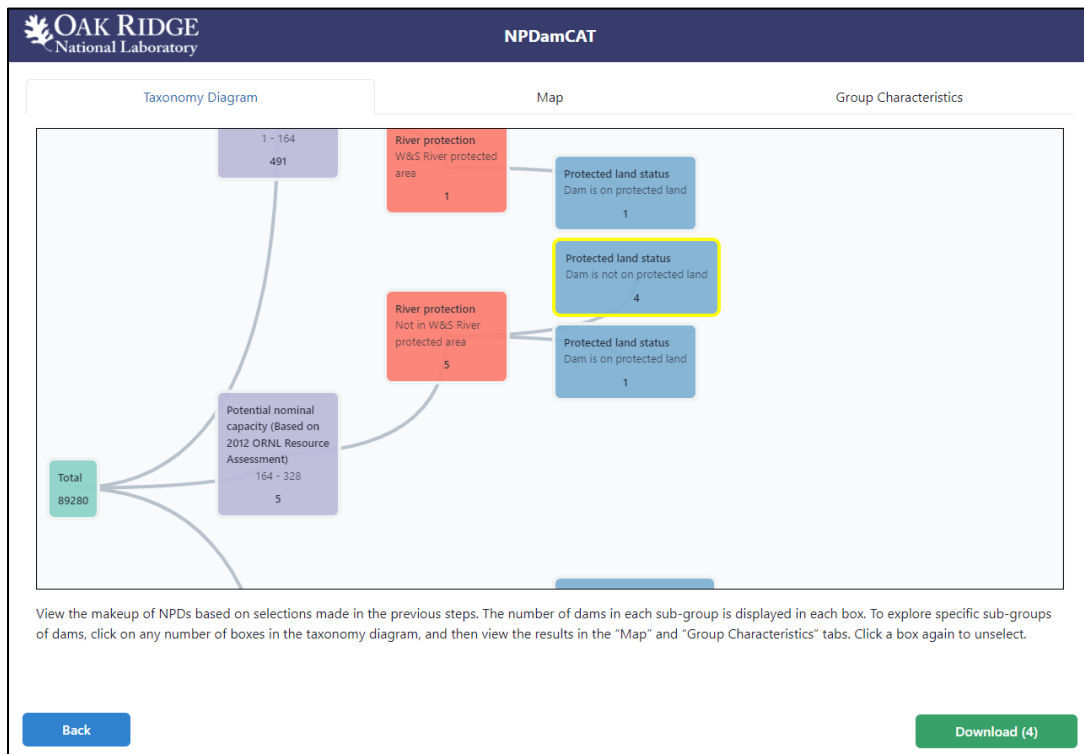 OAK RIDGE
National Laboratory
NPDamCAT
Taxonomy Diagram
Map
Group Characteristics
1 - 164
491
River protection
W&S River protected
area
1
Protected land status
Dam is on protected land
1
Protected land status
Dam is not on protected land
4
River protection
Not in W&S River
protected area
5
Protected land status
Dam is on protected land
1
Potential nominal
capacity (Based on
2012 ORNL Resource
Assessment)
164 - 328
5
Total
89280
View the makeup of NPDs based on selections made in the previous steps. The number of dams in each sub-group is displayed in each box. To explore specific sub-groups
of dams, click on any number of boxes in the taxonomy diagram, and then view the results in the "Map" and "Group Characteristics" tabs. Click a box again to unselect.
Back
Download (4)